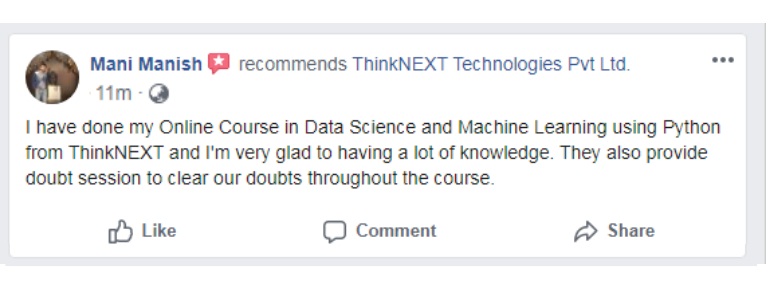 Mani Manish recommends ThinkNEXT Technologies Pvt Ltd.
11m ·
I have done my Online Course in Data Science and Machine Learning using Python
from ThinkNEXT and I'm very glad to having a lot of knowledge. They also provide
doubt session to clear our doubts throughout the course.
Like Comment Share